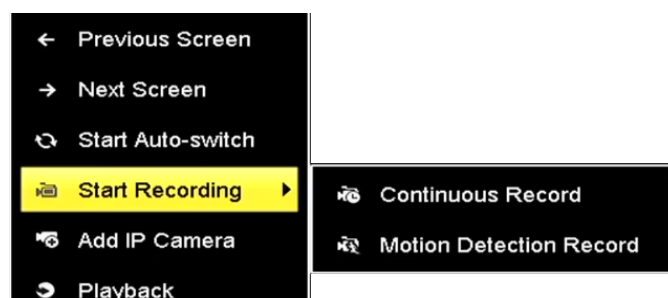 Previous Screen
Next Screen
Start Auto-switch
Start Recording
Continuous Record
Add IP Camera
Motion Detection Record
Playback